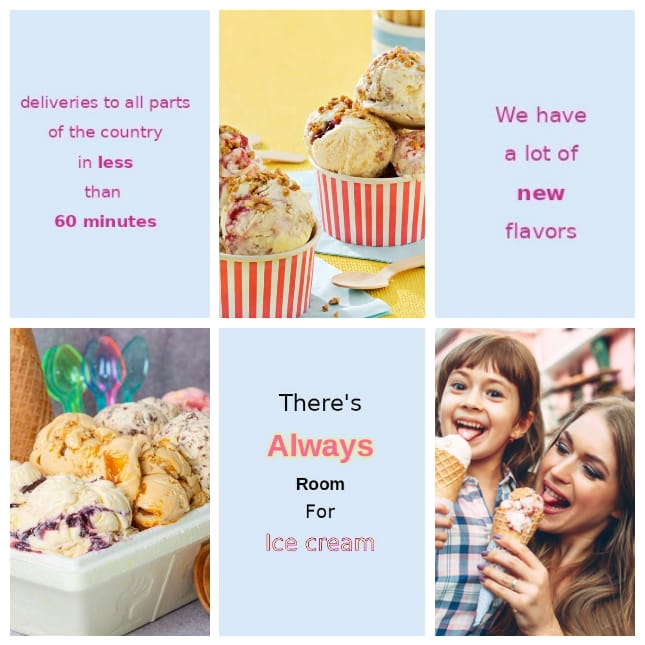 deliveries to all parts
of the country
in less
than
60 minutes
We have
a lot of
new
flavors
There's
Always
Room
For
Ice cream